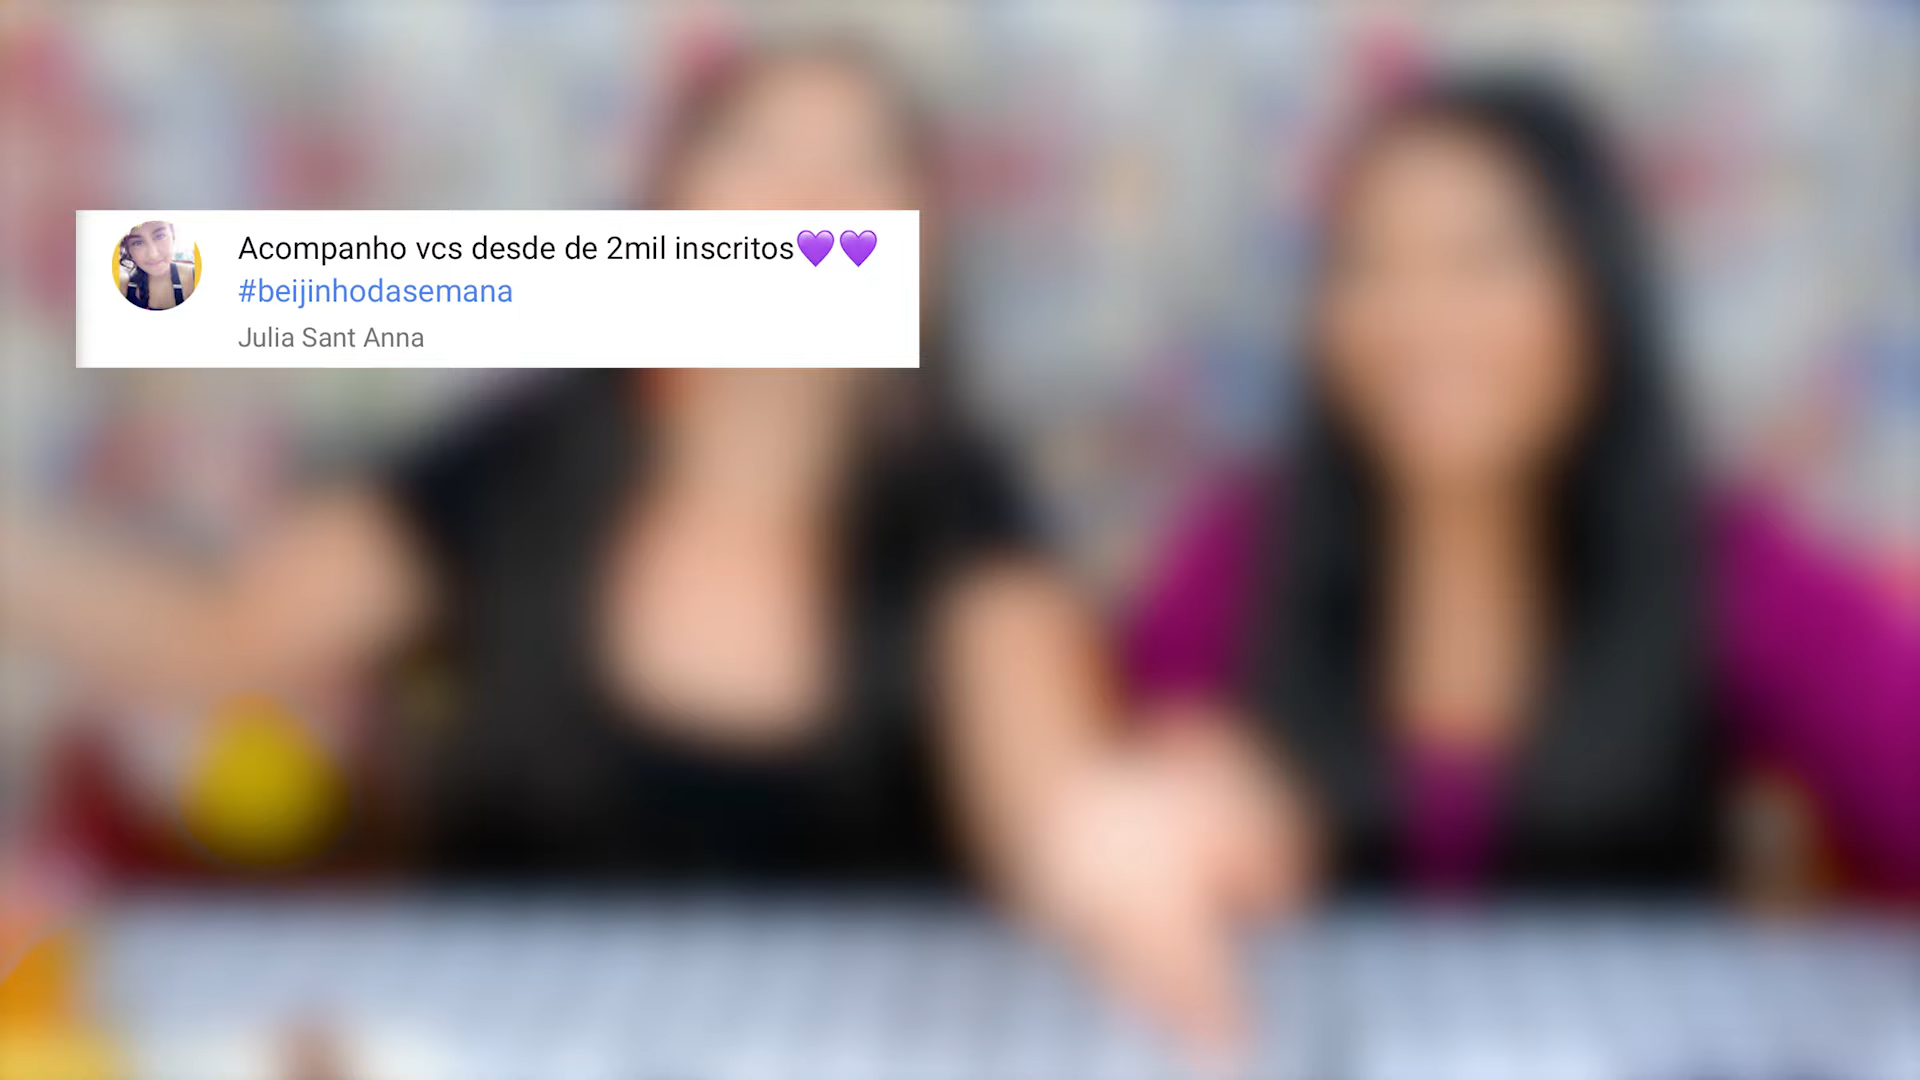 Acompanho vcs desde de 2mil inscritos💜💜
#beijinhodasemana
Julia Sant Anna